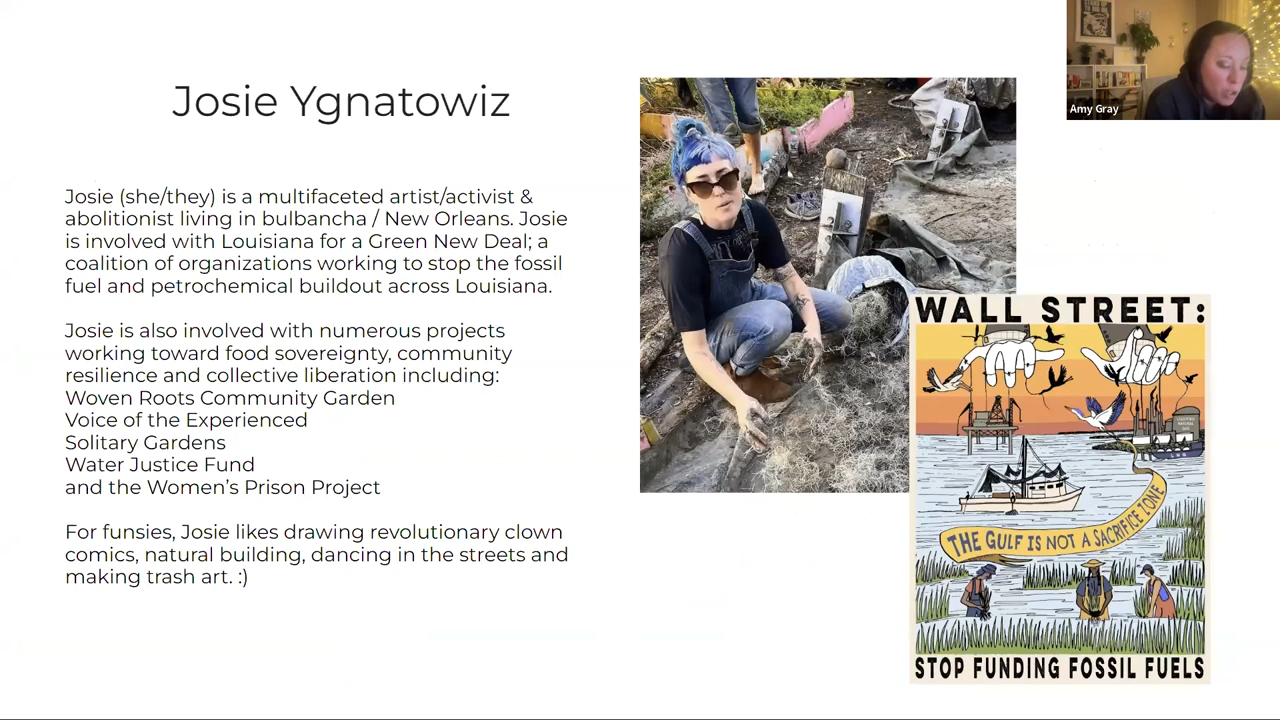 Josie Ygnatowiz
Josie (she/they) is a multifaceted artist/activist &
abolitionist living in bulbancha / New Orleans. Josie
is involved with Louisiana for a Green New Deal; a
coalition of organizations working to stop the fossil
fuel and petrochemical buildout across Louisiana.
Josie is also involved with numerous projects
working toward food sovereignty, community
resilience and collective liberation including:
Woven Roots Community Garden
Voice of the Experienced
Solitary Gardens
Water Justice Fund
and the Women's Prison Project
For funsies, Josie likes drawing revolutionary clown
comics, natural building, dancing in the streets and
making trash art. :)
Amy Gray
WALL STREET:
THE GULF IS NOT A SACRIFICE ZONE
STOP FUNDING FOSSIL FUELS